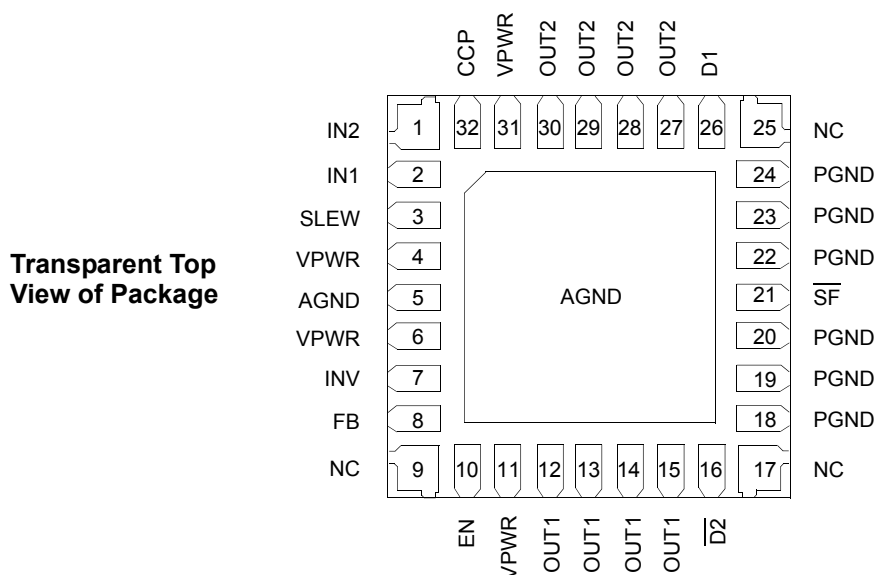 CCP VPWR OUT2 OUT2 OUT2 OUT2 D1
IN2 1 32 31 30 29 28 27 26 25 NC
IN1 2 24 PGND
SLEW 3 23 PGND
Transparent Top
View of Package
VPWR 4 22 PGND
AGND 5 AGND 21 S̅F̅
VPWR 6 20 PGND
INV 7 19 PGND
FB 8 18 PGND
NC 9 10 11 12 13 14 15 16 17 NC
EN VPWR OUT1 OUT1 OUT1 OUT1 D̅2̅